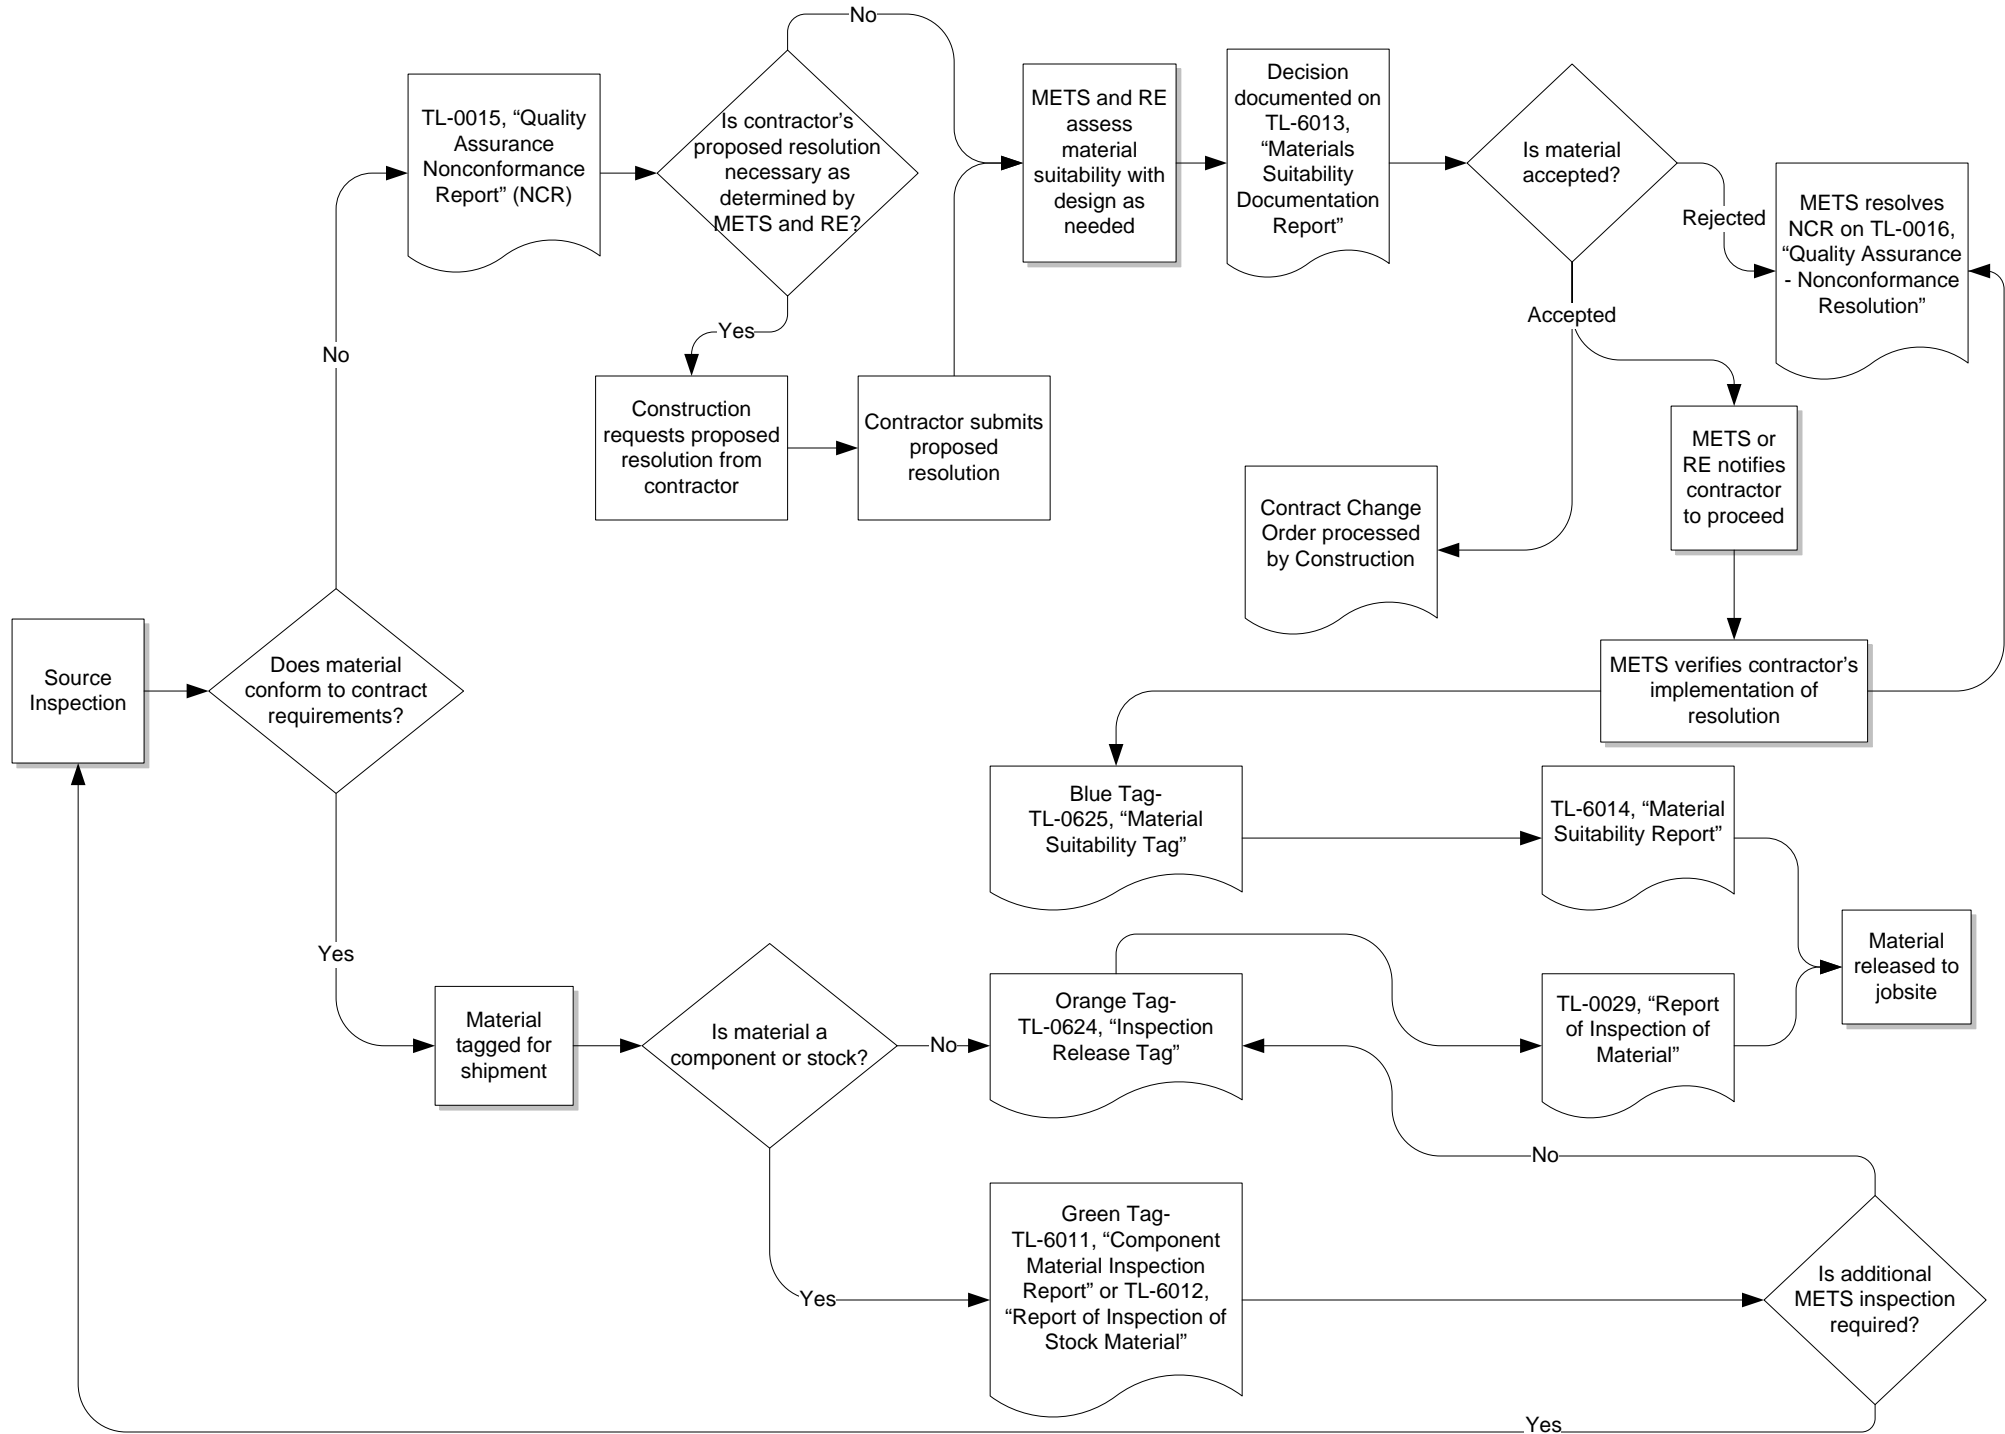 No
TL-0015, “Quality
Assurance
Nonconformance
Report” (NCR)
Is contractor’s
proposed resolution
necessary as
determined by
METS and RE?
METS and RE
assess
material
suitability with
design as
needed
Decision
documented on
TL-6013,
“Materials
Suitability
Documentation
Report”
Is material
accepted?
Rejected
METS resolves
NCR on TL-0016,
“Quality Assurance
- Nonconformance
Resolution”
Accepted
Yes
No
Construction
requests proposed
resolution from
contractor
Contractor submits
proposed
resolution
METS or
RE notifies
contractor
to proceed
Contract Change
Order processed
by Construction
Source
Inspection
Does material
conform to contract
requirements?
METS verifies contractor’s
implementation of
resolution
Blue Tag-
TL-0625, “Material
Suitability Tag”
TL-6014, “Material
Suitability Report”
Yes
Material
tagged for
shipment
Is material a
component or stock?
No
Orange Tag-
TL-0624, “Inspection
Release Tag”
TL-0029, “Report
of Inspection of
Material”
Material
released to
jobsite
No
Yes
Green Tag-
TL-6011, “Component
Material Inspection
Report” or TL-6012,
“Report of Inspection of
Stock Material”
Is additional
METS inspection
required?
Yes